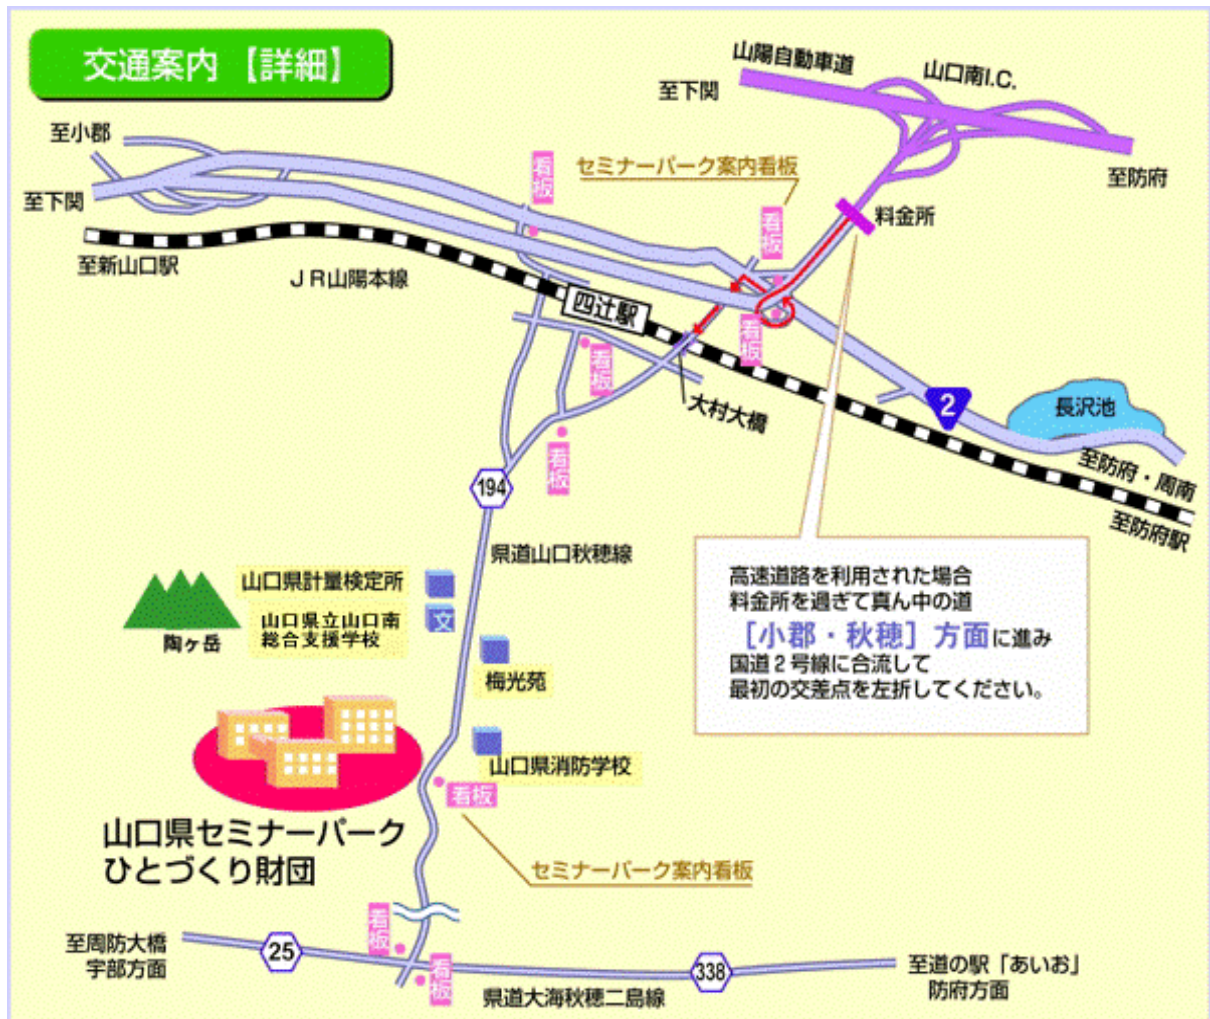 交通案内【詳細】
山陽自動車道
山口南I.C.
至下関
至小郡
看板
セミナーパーク案内看板
至防府
至下関
看板
料金所
至新山口駅
JR山陽本線
四辻駅
看板
看板
大村大橋
2
長沢池
看板
至防府・周南
至防府駅
194
県道山口秋穂線
高速道路を利用された場合
料金所を過ぎて真ん中の道
［小郡・秋穂］方面に進み
国道2号線に合流して
最初の交差点を左折してください。
山口県計量検定所
山口県立山口南
総合支援学校
文
陶ヶ岳
梅光苑
山口県消防学校
看板
山口県セミナーパーク
ひとづくり財団
セミナーパーク案内看板
看板
至周防大橋
宇部方面
25
看板
338
県道大海秋穂二島線
至道の駅「あいお」
防府方面